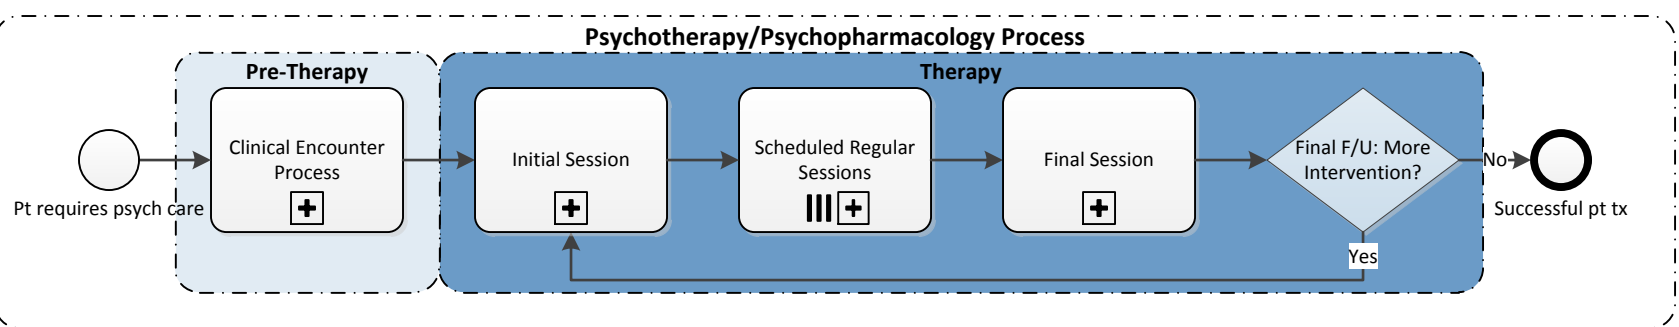 Psychotherapy/Psychopharmacology Process
Pre-Therapy
Therapy
Pt requires psych care
Clinical Encounter
Process
Initial Session
Scheduled Regular
Sessions
Final Session
Final F/U: More
Intervention?
No
Yes
Successful pt tx